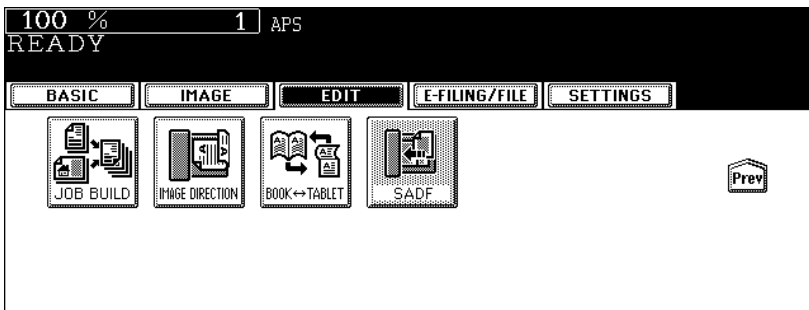 100 % 1 APS
READY
BASIC IMAGE EDIT E-FILING/FILE SETTINGS
JOB BUILD IMAGE DIRECTION BOOK↔TABLET SADF
Prev